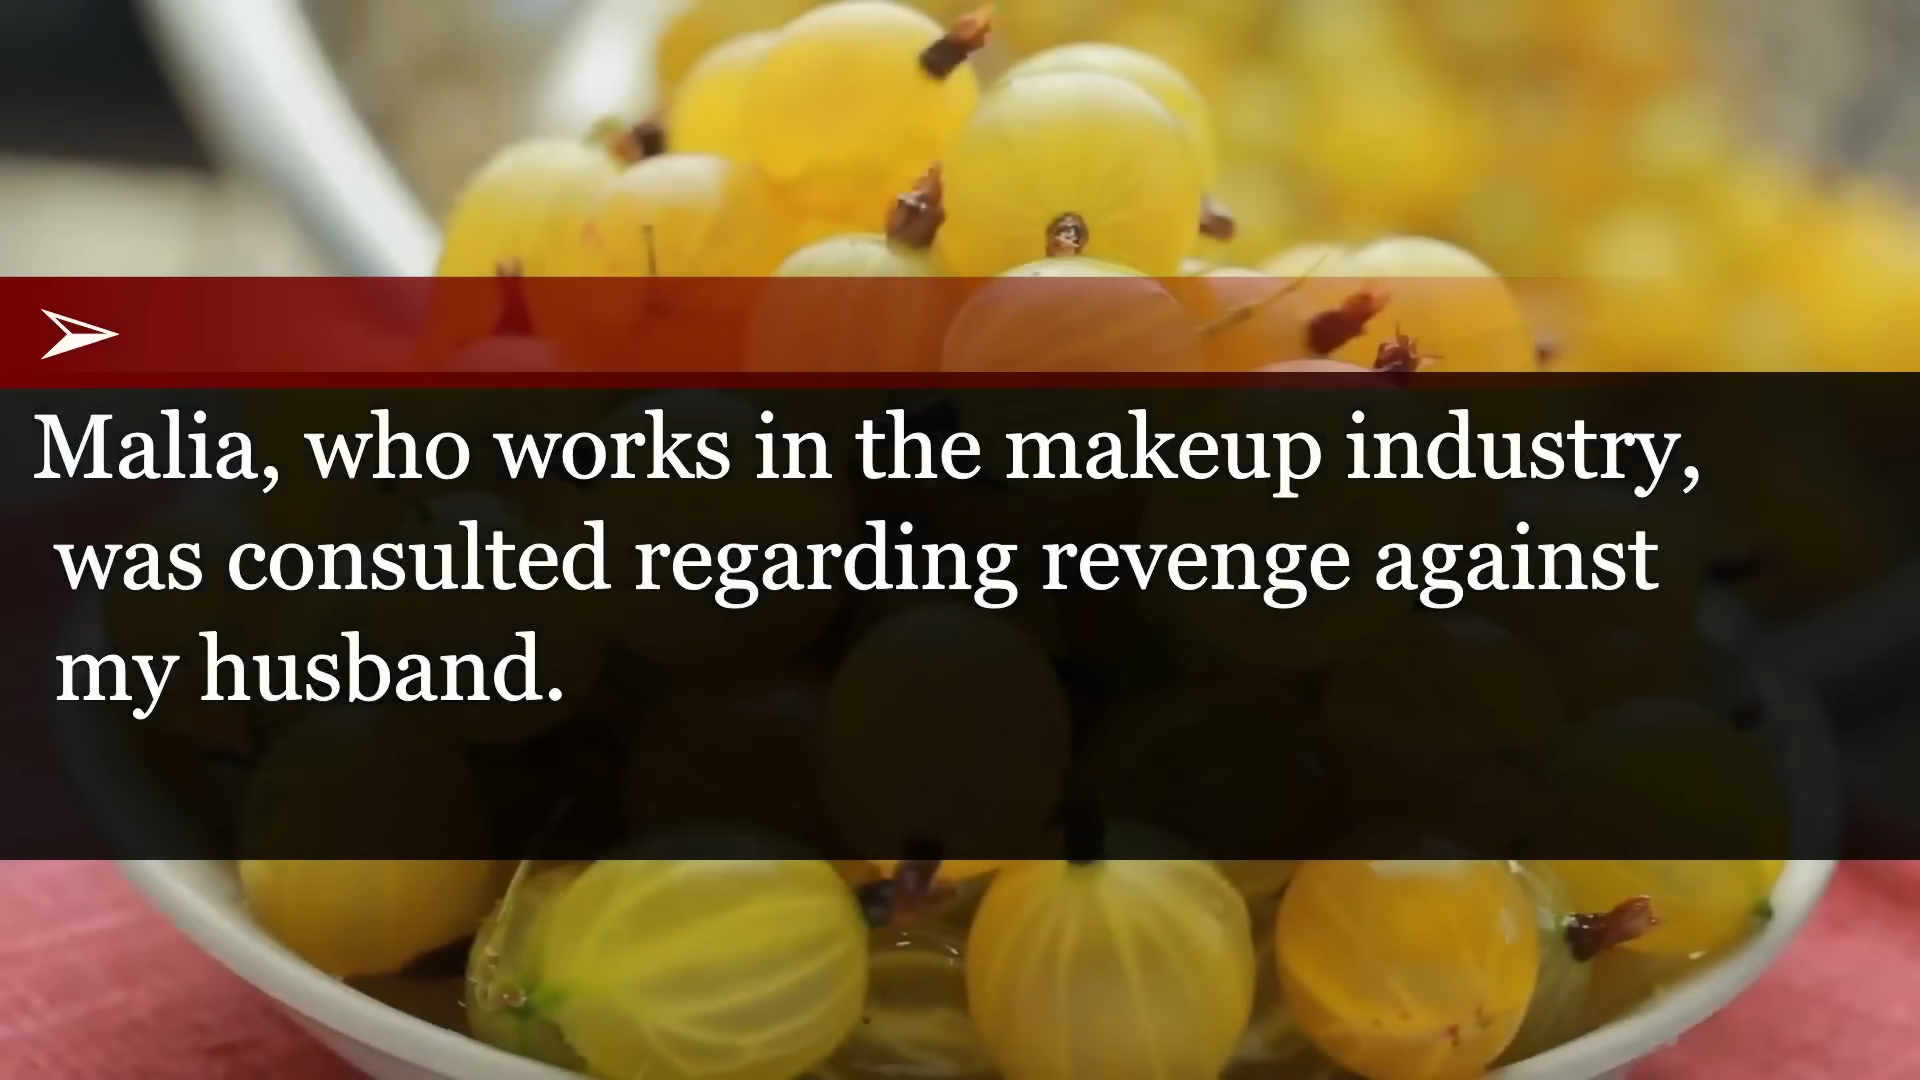 Malia, who works in the makeup industry,
was consulted regarding revenge against
my husband.